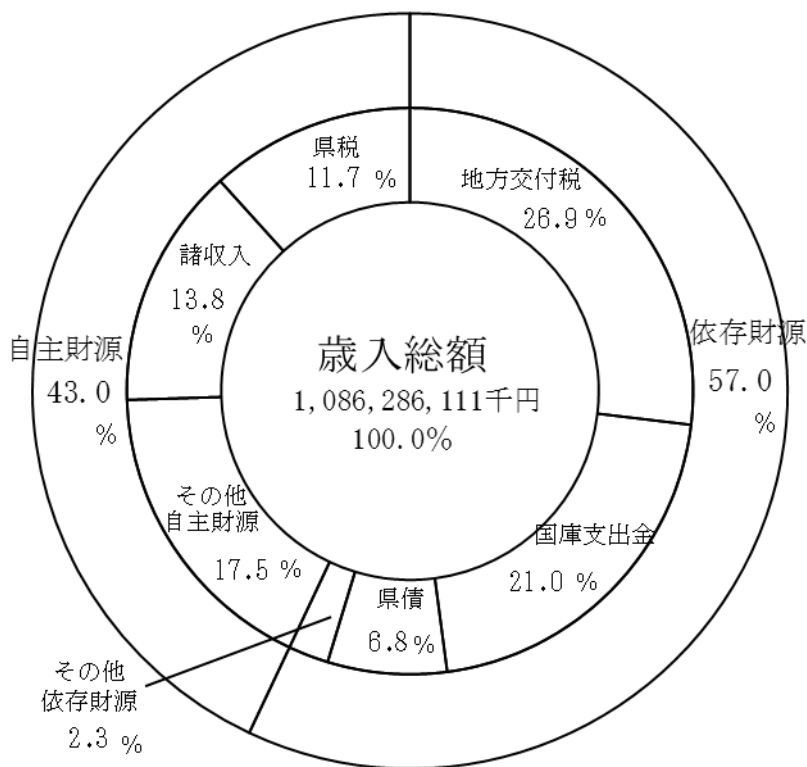 県税
11.7 %
地方交付税
26.9 %
諸収入
13.8
%
自主財源
43.0
%
歳入総額
1,086,286,111千円
100.0%
依存財源
57.0
%
その他
自主財源
17.5 %
国庫支出金
21.0 %
県債
6.8 %
その他
依存財源
2.3 %